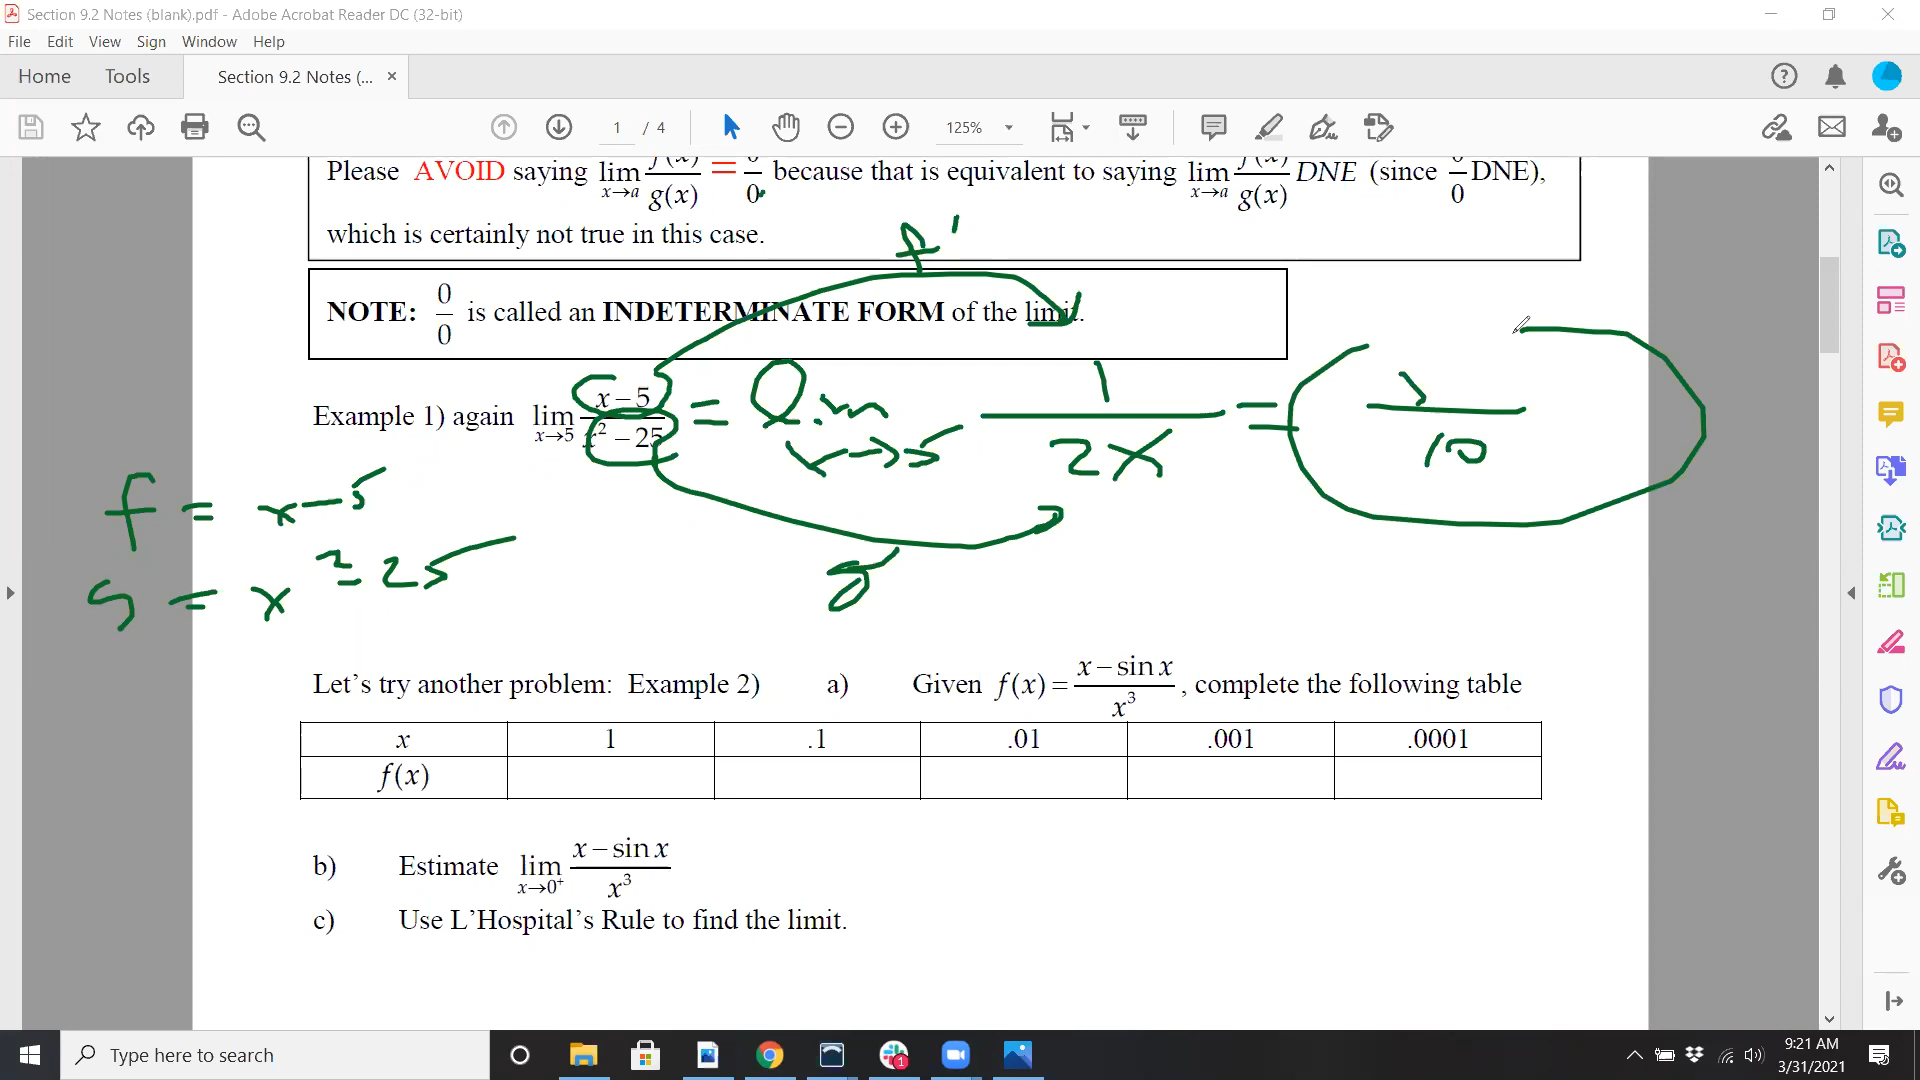 Section 9.2 Notes (blank).pdf - Adobe Acrobat Reader DC (32-bit)
File Edit View Sign Window Help
Home Tools Section 9.2 Notes (... ×
1 / 4 125%
Please AVOID saying lim x→a f(x)/g(x) = 0/0 because that is equivalent to saying lim x→a f(x)/g(x) DNE (since 0/0 DNE),
which is certainly not true in this case.
f'
NOTE: 0/0 is called an INDETERMINATE FORM of the limit.
Example 1) again lim x→5 (x−5)/(x²−25) = lim x→5 1/2x = 1/10
f = x−5
g = x²−25
g'
Let’s try another problem: Example 2) a) Given f(x) = (x−sin x)/x³, complete the following table
x 1 .1 .01 .001 .0001
f(x)
b) Estimate lim x→0⁺ (x−sin x)/x³
c) Use L’Hospital’s Rule to find the limit.
Type here to search
1
9:21 AM
3/31/2021